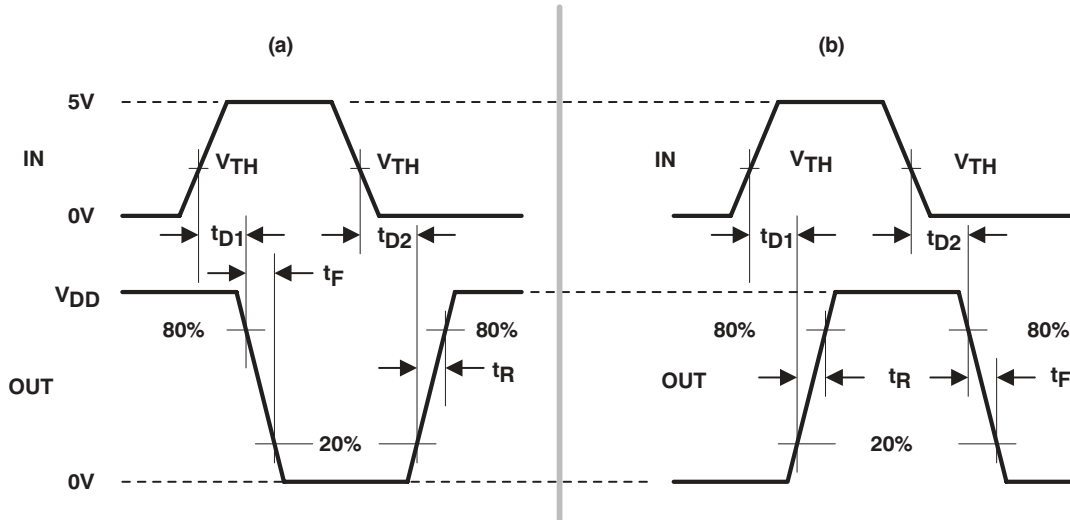 (a) (b)
5V
IN VTH VTH IN VTH VTH
0V
tD1 tD2 tD1 tD2
tF
VDD
80% 80% 80% 80%
tR
OUT OUT tR tF
20% 20%
0V